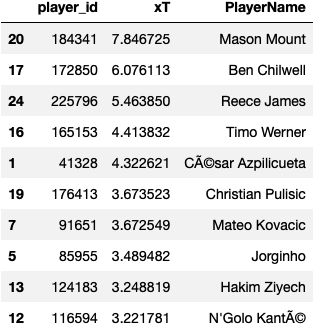 player_id xT PlayerName
20 184341 7.846725 Mason Mount
17 172850 6.076113 Ben Chilwell
24 225796 5.463850 Reece James
16 165153 4.413832 Timo Werner
1 41328 4.322621 CÃ©sar Azpilicueta
19 176413 3.673523 Christian Pulisic
7 91651 3.672549 Mateo Kovacic
5 85955 3.489482 Jorginho
13 124183 3.248819 Hakim Ziyech
12 116594 3.221781 N'Golo KantÃ©